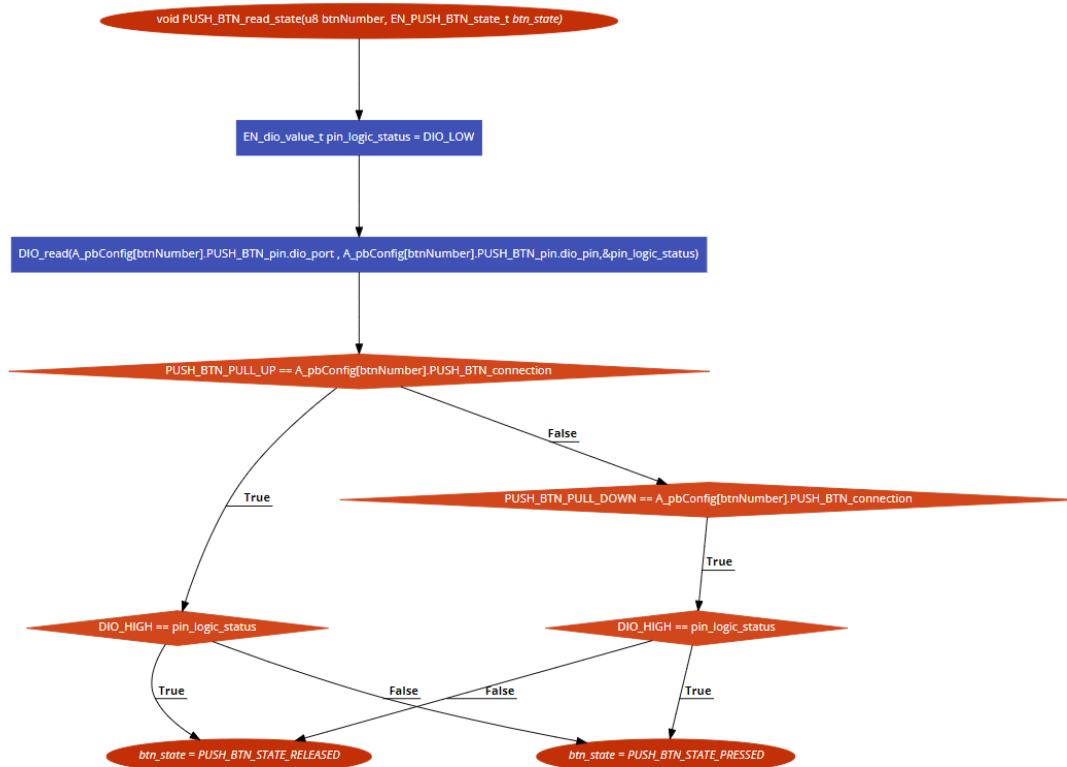 void PUSH_BTN_read_state(u8 btnNumber, EN_PUSH_BTN_state_t btn_state)
EN_dio_value_t pin_logic_status = DIO_LOW
DIO_read(A_pbConfig[btnNumber].PUSH_BTN_pin.dio_port , A_pbConfig[btnNumber].PUSH_BTN_pin.dio_pin,&pin_logic_status)
PUSH_BTN_PULL_UP == A_pbConfig[btnNumber].PUSH_BTN_connection
False
True
PUSH_BTN_PULL_DOWN == A_pbConfig[btnNumber].PUSH_BTN_connection
True
DIO_HIGH == pin_logic_status
DIO_HIGH == pin_logic_status
True
False
False
True
btn_state = PUSH_BTN_STATE_RELEASED
btn_state = PUSH_BTN_STATE_PRESSED